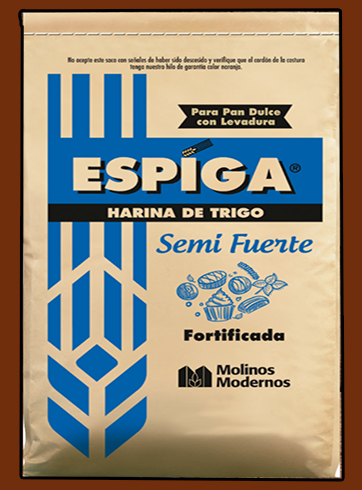 No acepte este saco con señales de haber sido descosido y verifique que el cordón de la costura
tenga nuestro hilo de garantía color naranja.
Para Pan Dulce
con Levadura
ESPIGA®
HARINA DE TRIGO
Semi Fuerte
Fortificada
Molinos
Modernos